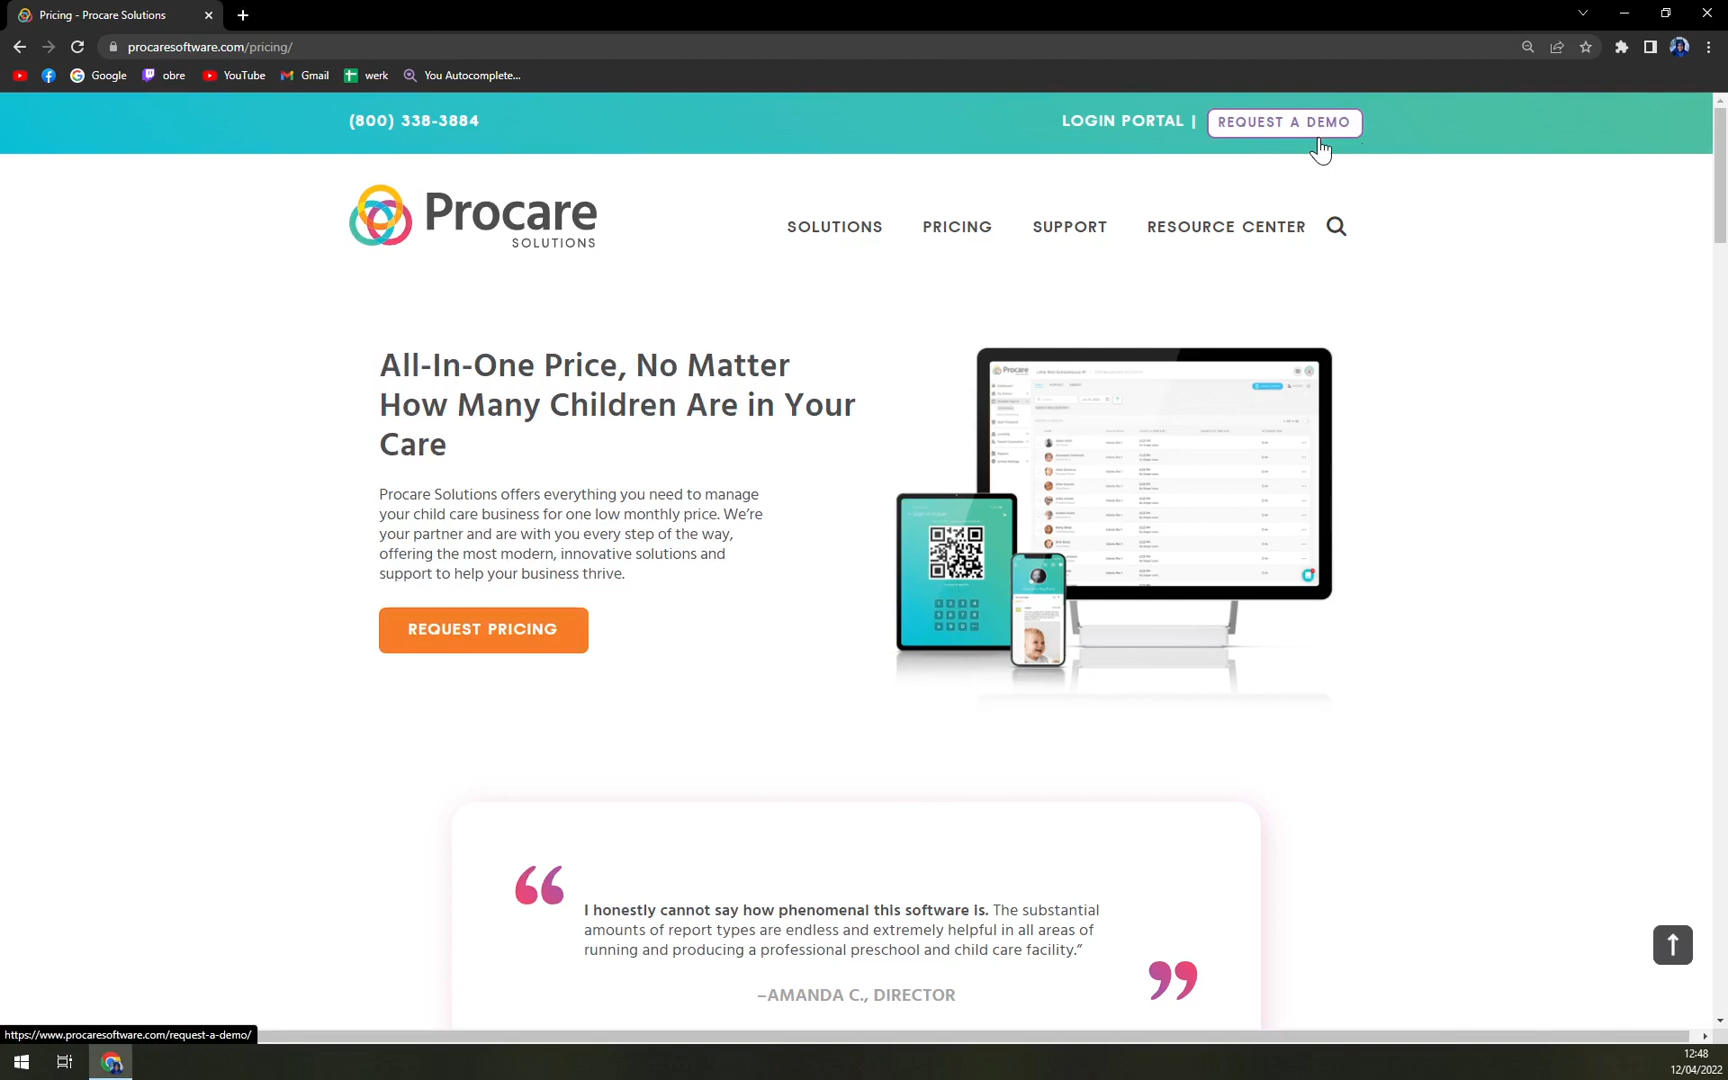 Pricing - Procare Solutions
procaresoftware.com/pricing/
Google
obre
YouTube
Gmail
werk
You Autocomplete...
(800) 338-3884
LOGIN PORTAL |
REQUEST A DEMO
Procare
SOLUTIONS
SOLUTIONS
PRICING
SUPPORT
RESOURCE CENTER
All-In-One Price, No Matter
How Many Children Are in Your
Care
Procare Solutions offers everything you need to manage
your child care business for one low monthly price. We're
your partner and are with you every step of the way,
offering the most modern, innovative solutions and
support to help your business thrive.
REQUEST PRICING
Procare
“
I honestly cannot say how phenomenal this software is. The substantial
amounts of report types are endless and extremely helpful in all areas of
running and producing a professional preschool and child care facility.”
”
–AMANDA C., DIRECTOR
https://www.procaresoftware.com/request-a-demo/
12:48
12/04/2022